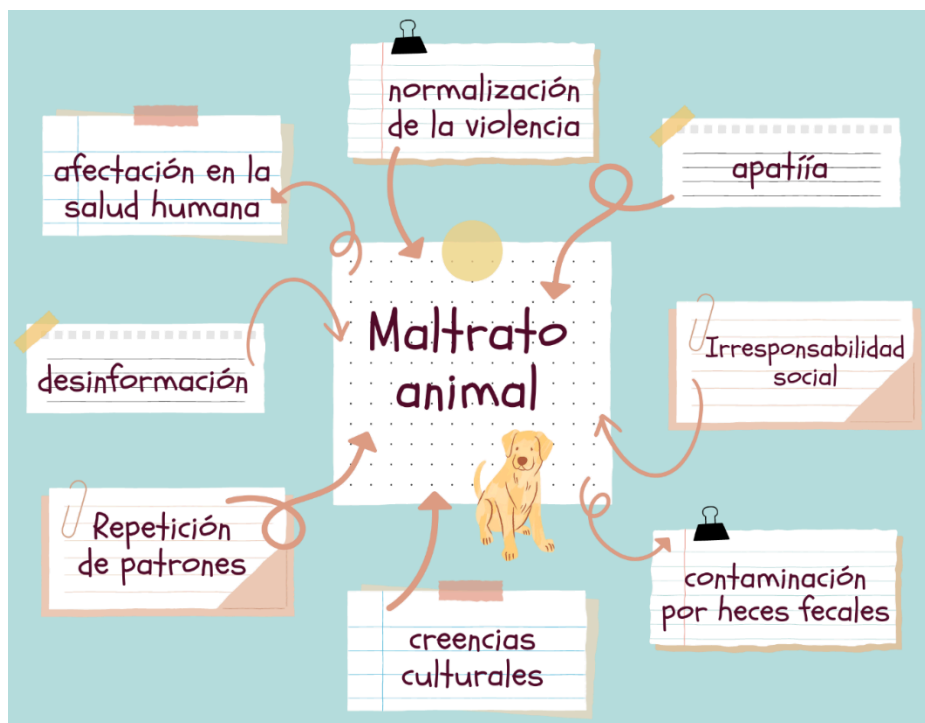 normalización
de la violencia
afectación en la
salud humana
apatíía
Maltrato
animal
Irresponsabilidad
social
desinformación
Repetición
de patrones
contaminación
por heces fecales
creencias
culturales